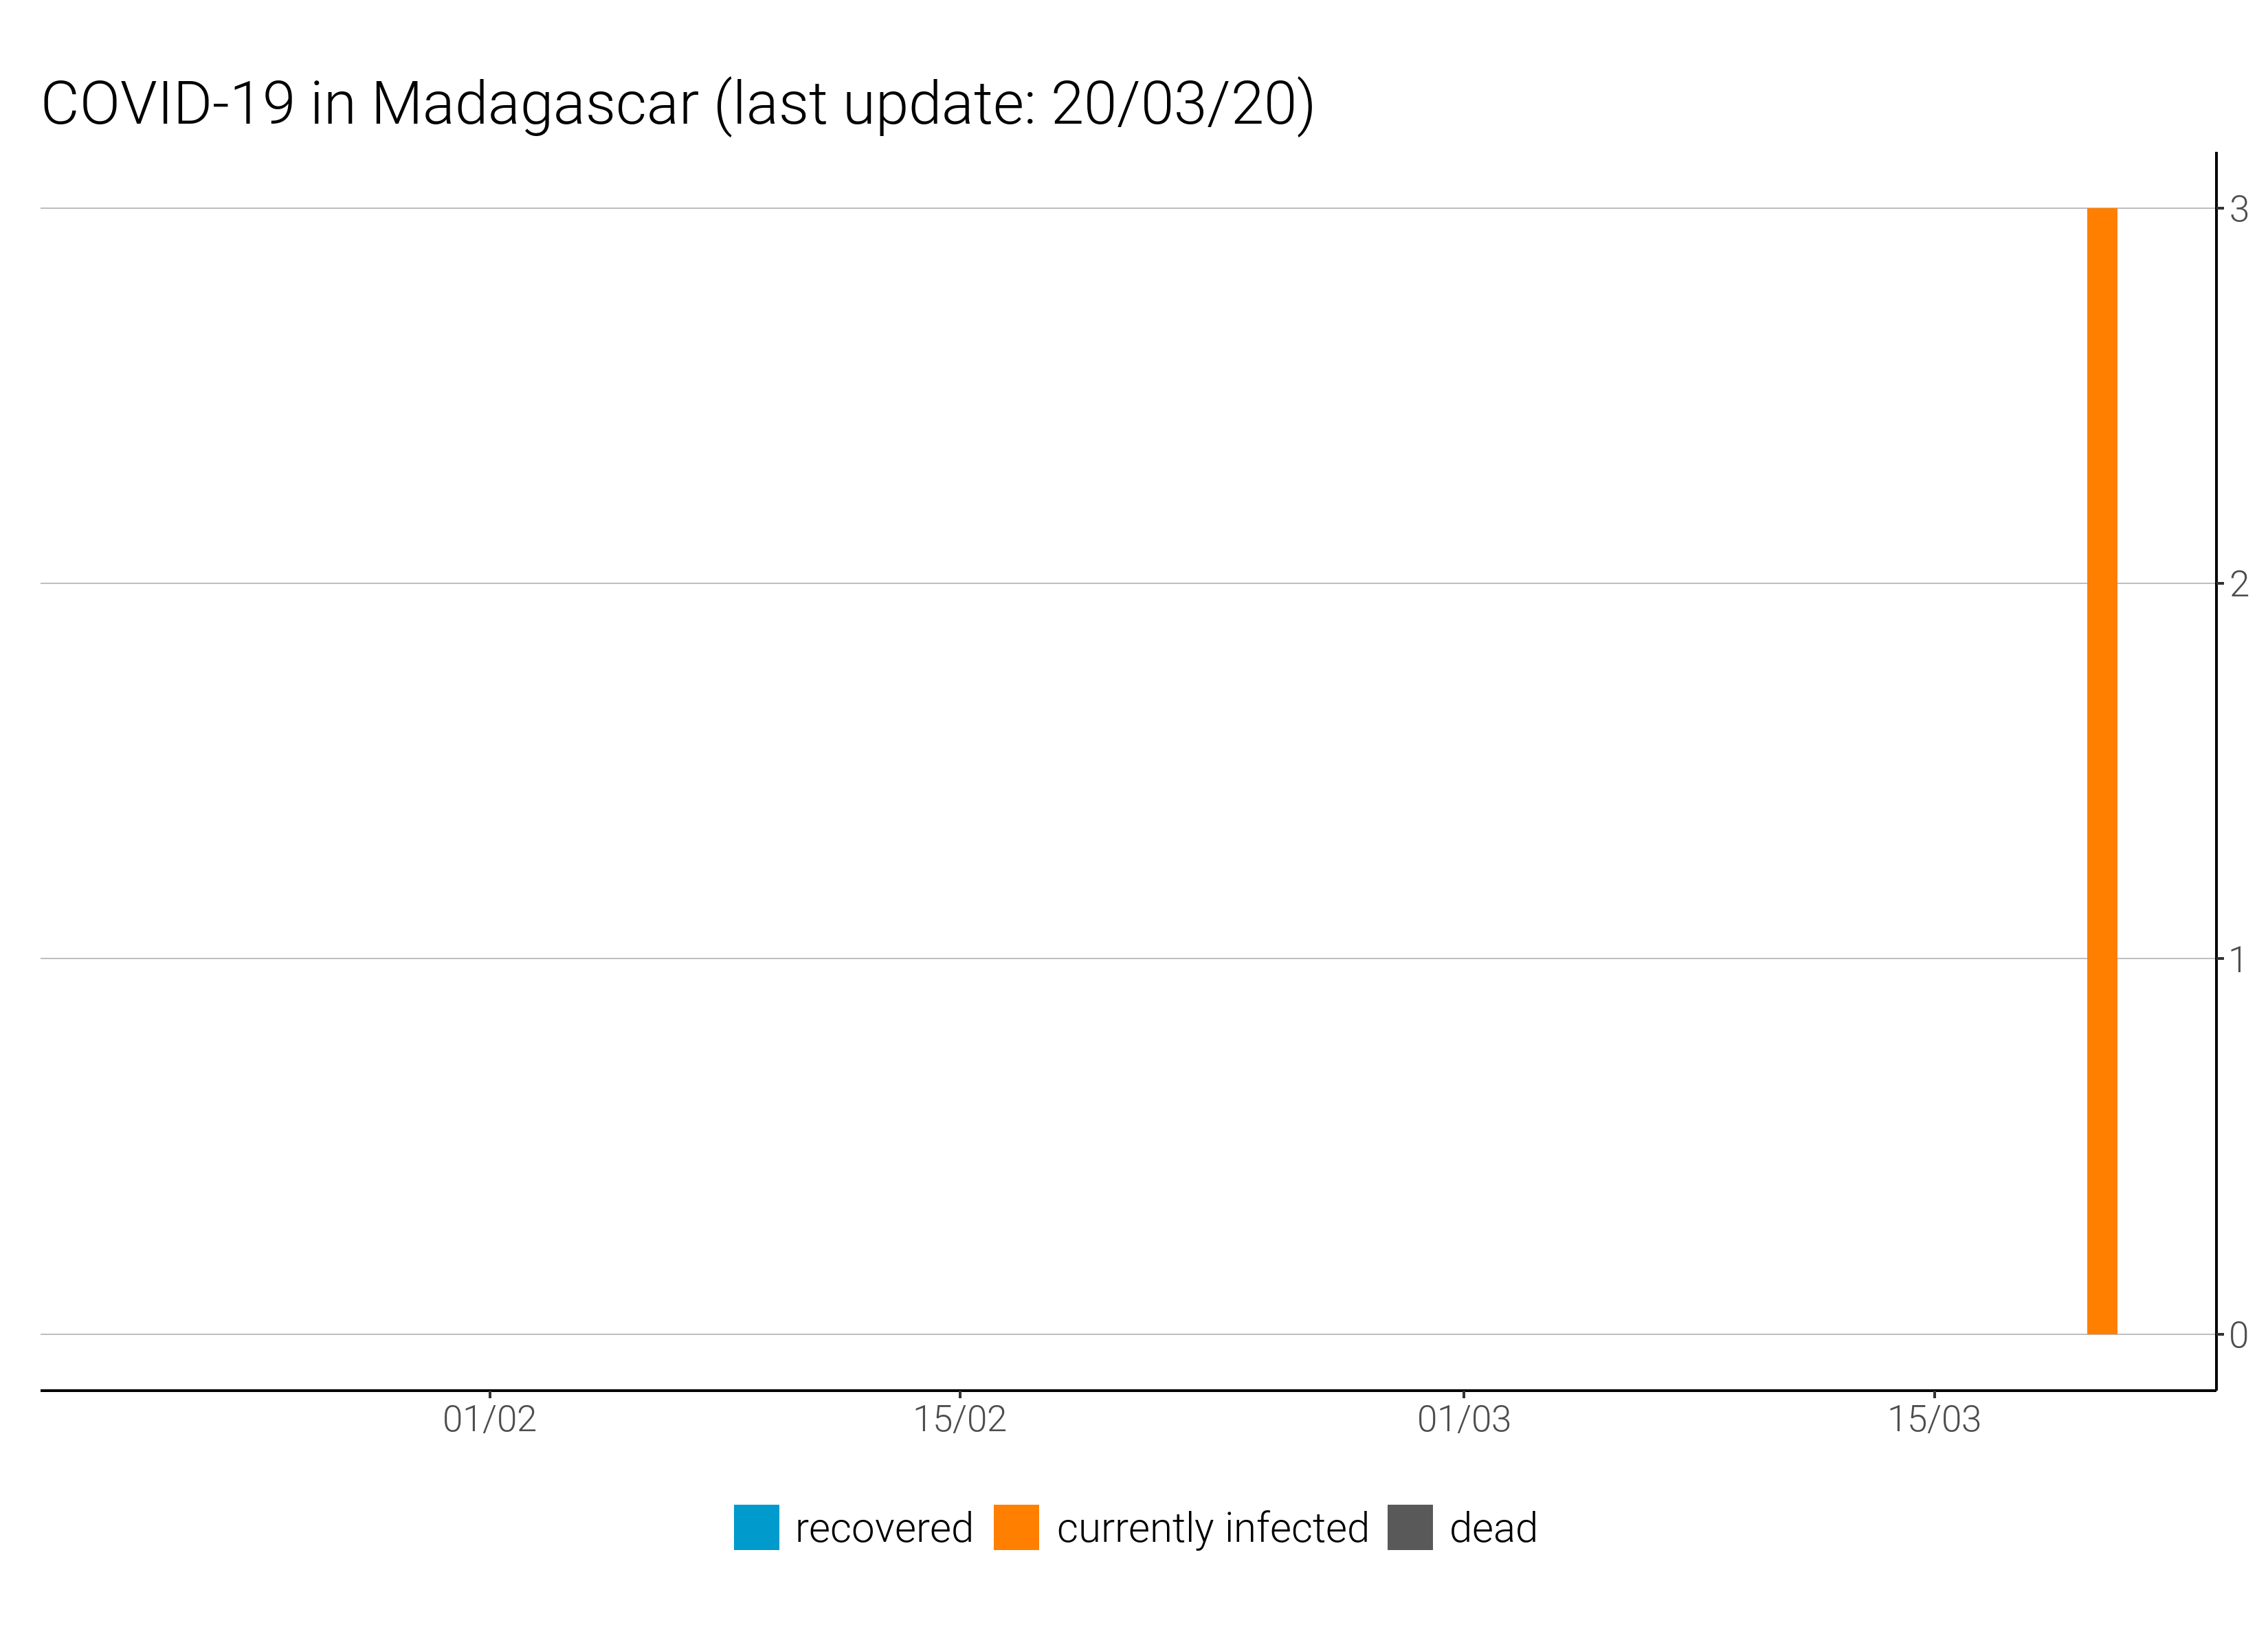 COVID-19 in Madagascar (last update: 20/03/20)
3
2
1
0
01/02 15/02 01/03 15/03
recovered currently infected dead